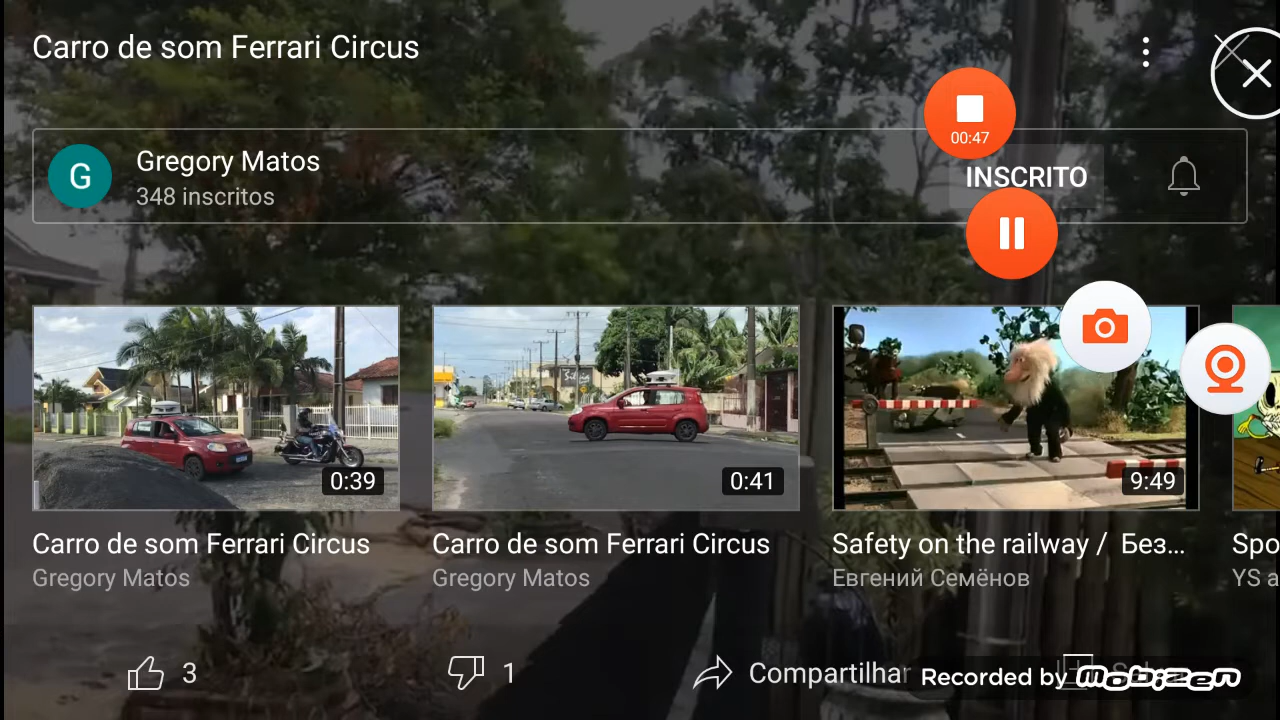 Carro de som Ferrari Circus
00:47
G
Gregory Matos
348 inscritos
INSCRITO
0:39
0:41
9:49
Carro de som Ferrari Circus
Gregory Matos
Carro de som Ferrari Circus
Gregory Matos
Safety on the railway / Без...
Евгений Семёнов
Spo
YS a
3
1
Compartilhar
Recorded by mobizen